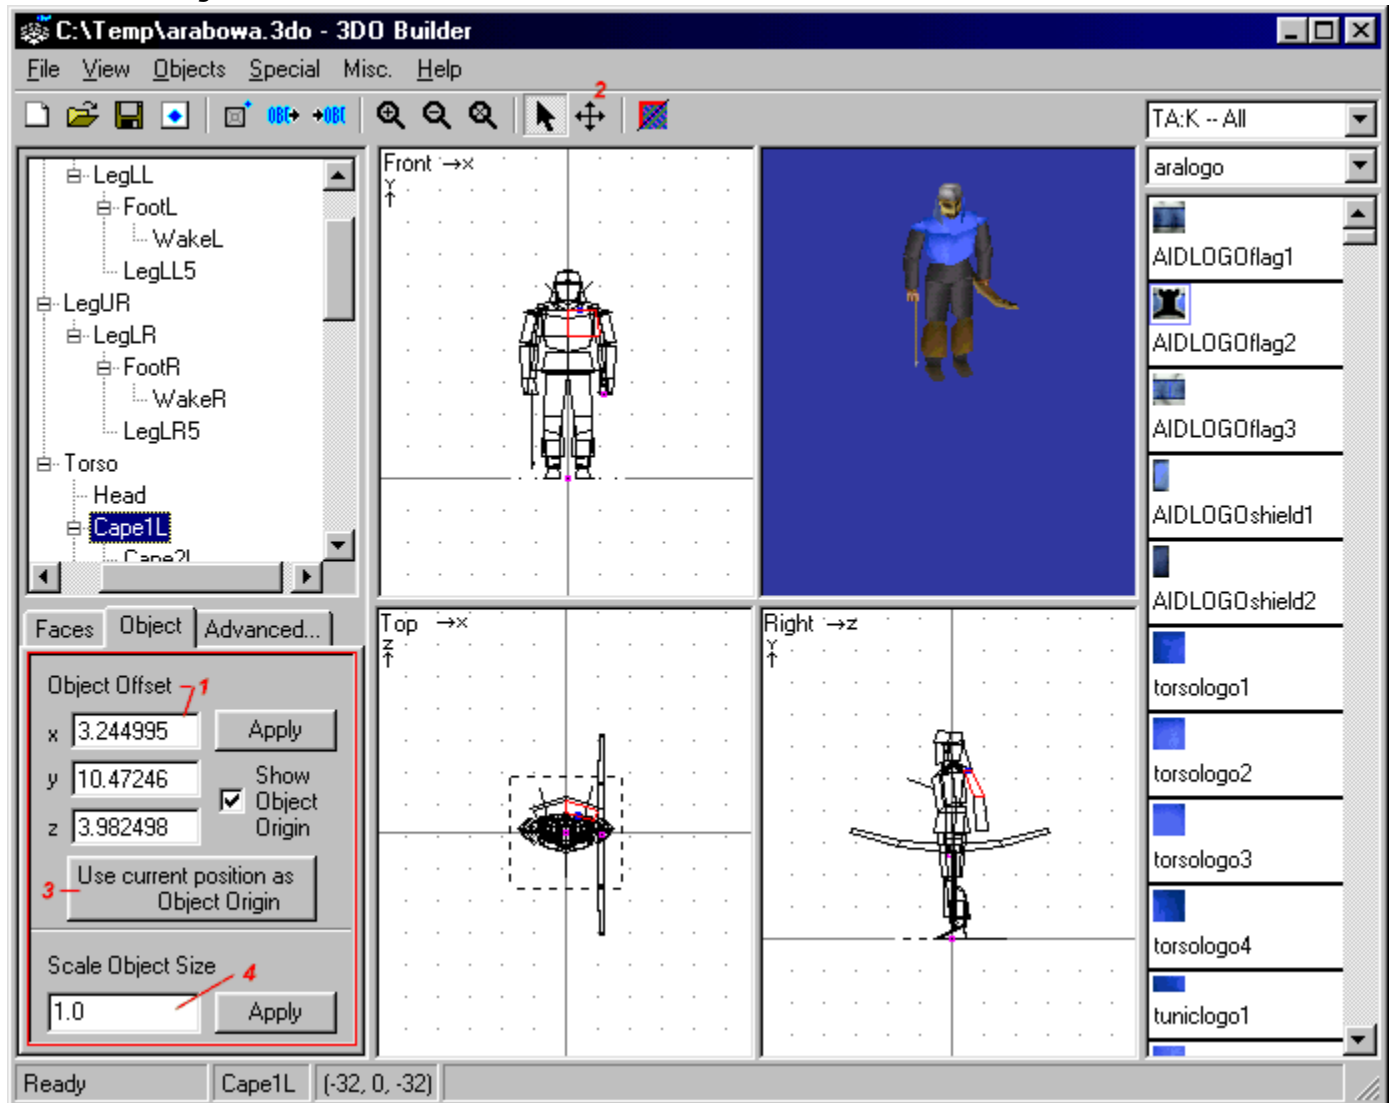 C:\Temp\arabowa.3do - 3DO Builder
File View Objects Special Misc. Help
2
OBJ OBJ
TA:K -- All
aralogo
LegLL
FootL
WakeL
LegLL5
LegUR
LegLR
FootR
WakeR
LegLR5
Torso
Head
Cape1L
Cape2L
Front →x
Y
↑
AIDLOGOflag1
AIDLOGOflag2
AIDLOGOflag3
AIDLOGOshield1
AIDLOGOshield2
torsologo1
torsologo2
torsologo3
torsologo4
tuniclogo1
Faces Object Advanced...
Object Offset 1
x 3.244995 Apply
y 10.47246
z 3.982498
Show
Object
Origin
3 Use current position as
Object Origin
Scale Object Size 4
1.0 Apply
Top →x
Z
↑
Right →z
Y
↑
Ready Cape1L (-32, 0, -32)